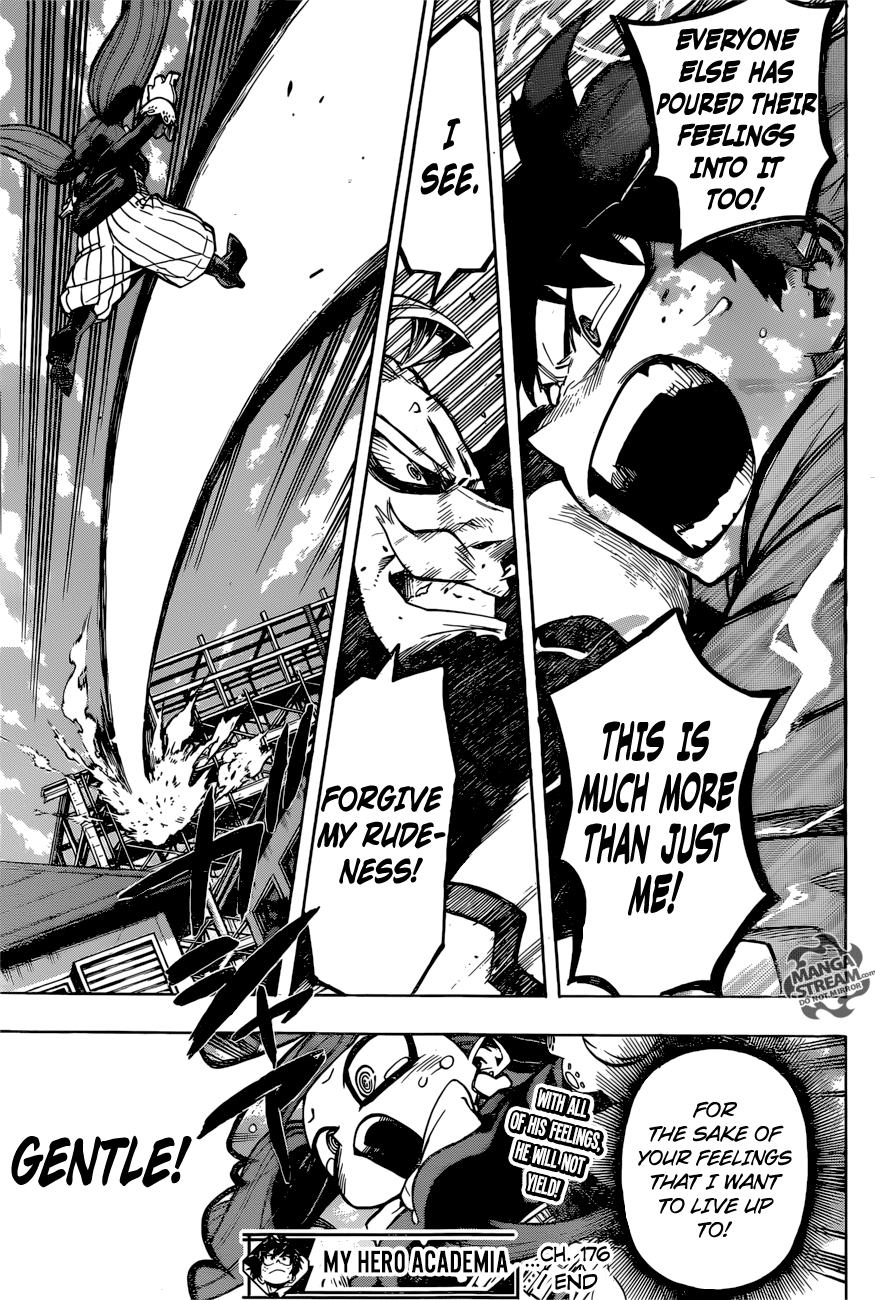 EVERYONE
ELSE HAS
POURED THEIR
FEELINGS
INTO IT
TOO!
THIS IS
MUCH MORE
THAN JUST
ME!
I
SEE.
FORGIVE
MY RUDE-
NESS!
MANGA
STREAM.com
DO NOT MIRROR
FOR
THE SAKE OF
YOUR FEELINGS
THAT I WANT
TO LIVE UP
TO!
WITH ALL
OF HIS FEELINGS,
HE WILL NOT
YIELD!
GENTLE!
MY HERO ACADEMIA
CH. 176
/ END